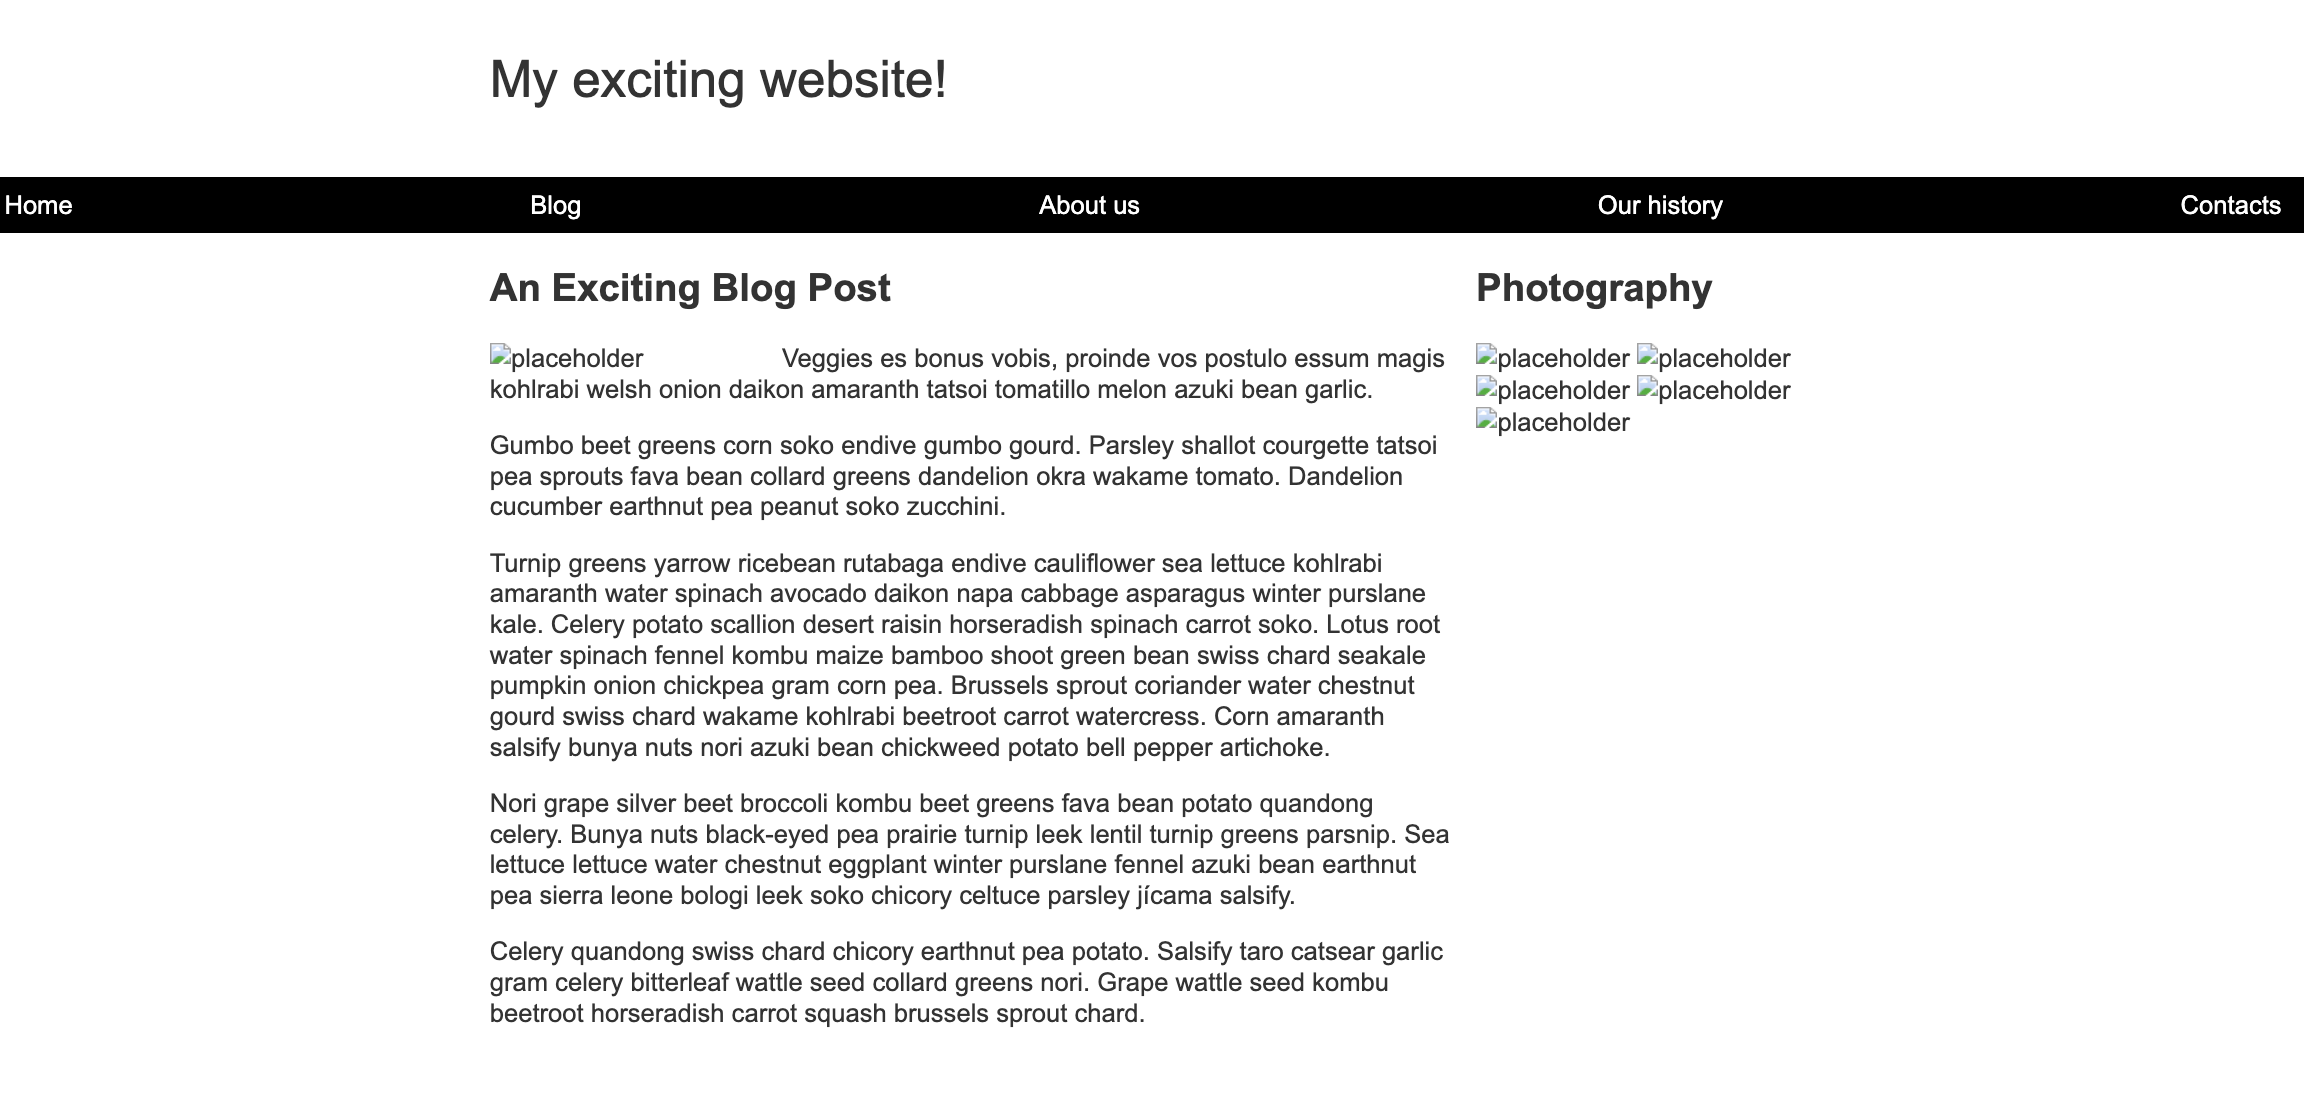 My exciting website!
Home Blog About us Our history Contacts
An Exciting Blog Post
placeholder Veggies es bonus vobis, proinde vos postulo essum magis
kohlrabi welsh onion daikon amaranth tatsoi tomatillo melon azuki bean garlic.
Gumbo beet greens corn soko endive gumbo gourd. Parsley shallot courgette tatsoi
pea sprouts fava bean collard greens dandelion okra wakame tomato. Dandelion
cucumber earthnut pea peanut soko zucchini.
Turnip greens yarrow ricebean rutabaga endive cauliflower sea lettuce kohlrabi
amaranth water spinach avocado daikon napa cabbage asparagus winter purslane
kale. Celery potato scallion desert raisin horseradish spinach carrot soko. Lotus root
water spinach fennel kombu maize bamboo shoot green bean swiss chard seakale
pumpkin onion chickpea gram corn pea. Brussels sprout coriander water chestnut
gourd swiss chard wakame kohlrabi beetroot carrot watercress. Corn amaranth
salsify bunya nuts nori azuki bean chickweed potato bell pepper artichoke.
Nori grape silver beet broccoli kombu beet greens fava bean potato quandong
celery. Bunya nuts black-eyed pea prairie turnip leek lentil turnip greens parsnip. Sea
lettuce lettuce water chestnut eggplant winter purslane fennel azuki bean earthnut
pea sierra leone bologi leek soko chicory celtuce parsley jícama salsify.
Celery quandong swiss chard chicory earthnut pea potato. Salsify taro catsear garlic
gram celery bitterleaf wattle seed collard greens nori. Grape wattle seed kombu
beetroot horseradish carrot squash brussels sprout chard.
Photography
placeholder placeholder
placeholder placeholder
placeholder